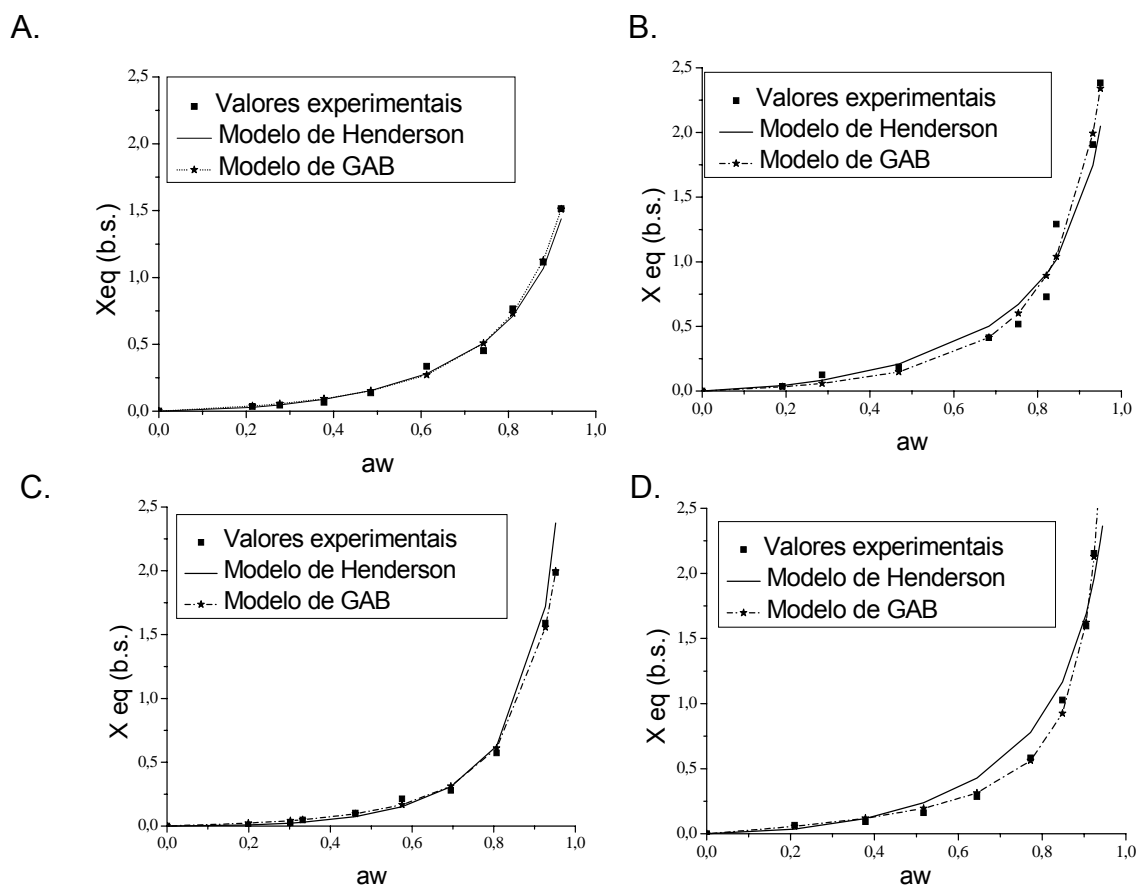 A.
2,5
2,0
1,5
1,0
0,5
0,0
Xeq (b.s.)
Valores experimentais
Modelo de Henderson
Modelo de GAB
0,0 0,2 0,4 0,6 0,8 1,0
aw
B.
2,5
2,0
1,5
1,0
0,5
0,0
X eq (b.s.)
Valores experimentais
Modelo de Henderson
Modelo de GAB
0,0 0,2 0,4 0,6 0,8 1,0
aw
C.
2,5
2,0
1,5
1,0
0,5
0,0
X eq (b.s.)
Valores experimentais
Modelo de Henderson
Modelo de GAB
0,0 0,2 0,4 0,6 0,8 1,0
aw
D.
2,5
2,0
1,5
1,0
0,5
0,0
X eq (b.s.)
Valores experimentais
Modelo de Henderson
Modelo de GAB
0,0 0,2 0,4 0,6 0,8 1,0
aw